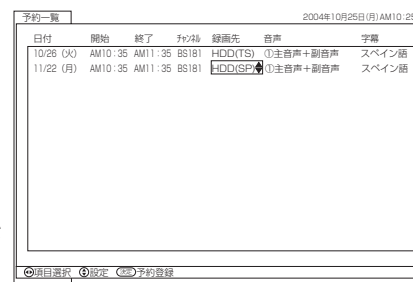 予約一覧 2004年10月25日(月)AM10:25
日付 開始 終了 チャンネル 録画先 音声 字幕
10/26 (火) AM10:35 AM11:35 BS181 HDD(TS) ①主音声+副音声 スペイン語
11/22 (月) AM10:35 AM11:35 BS181 HDD(SP) ①主音声+副音声 スペイン語
項目選択 設定 決定 予約登録